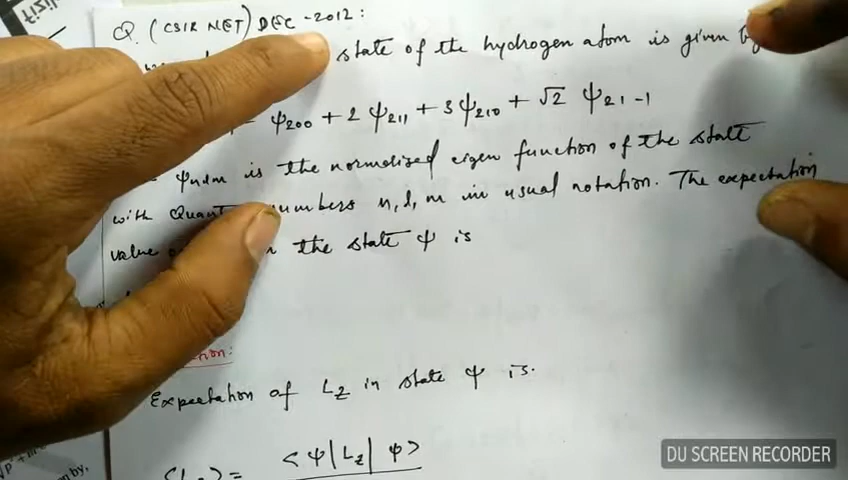 Q. (CSIR NET) DEC -2012:
state of the hydrogen atom is given by
ψ200 + 2 ψ211 + 3 ψ210 + √2 ψ21-1
ψnlm is the normalised eigen function of the state
with Quant numbers n, l, m in usual notation. The expectation
value the state ψ is
Expectation of LZ in state ψ is.
<ψ|LZ|ψ>
DU SCREEN RECORDER